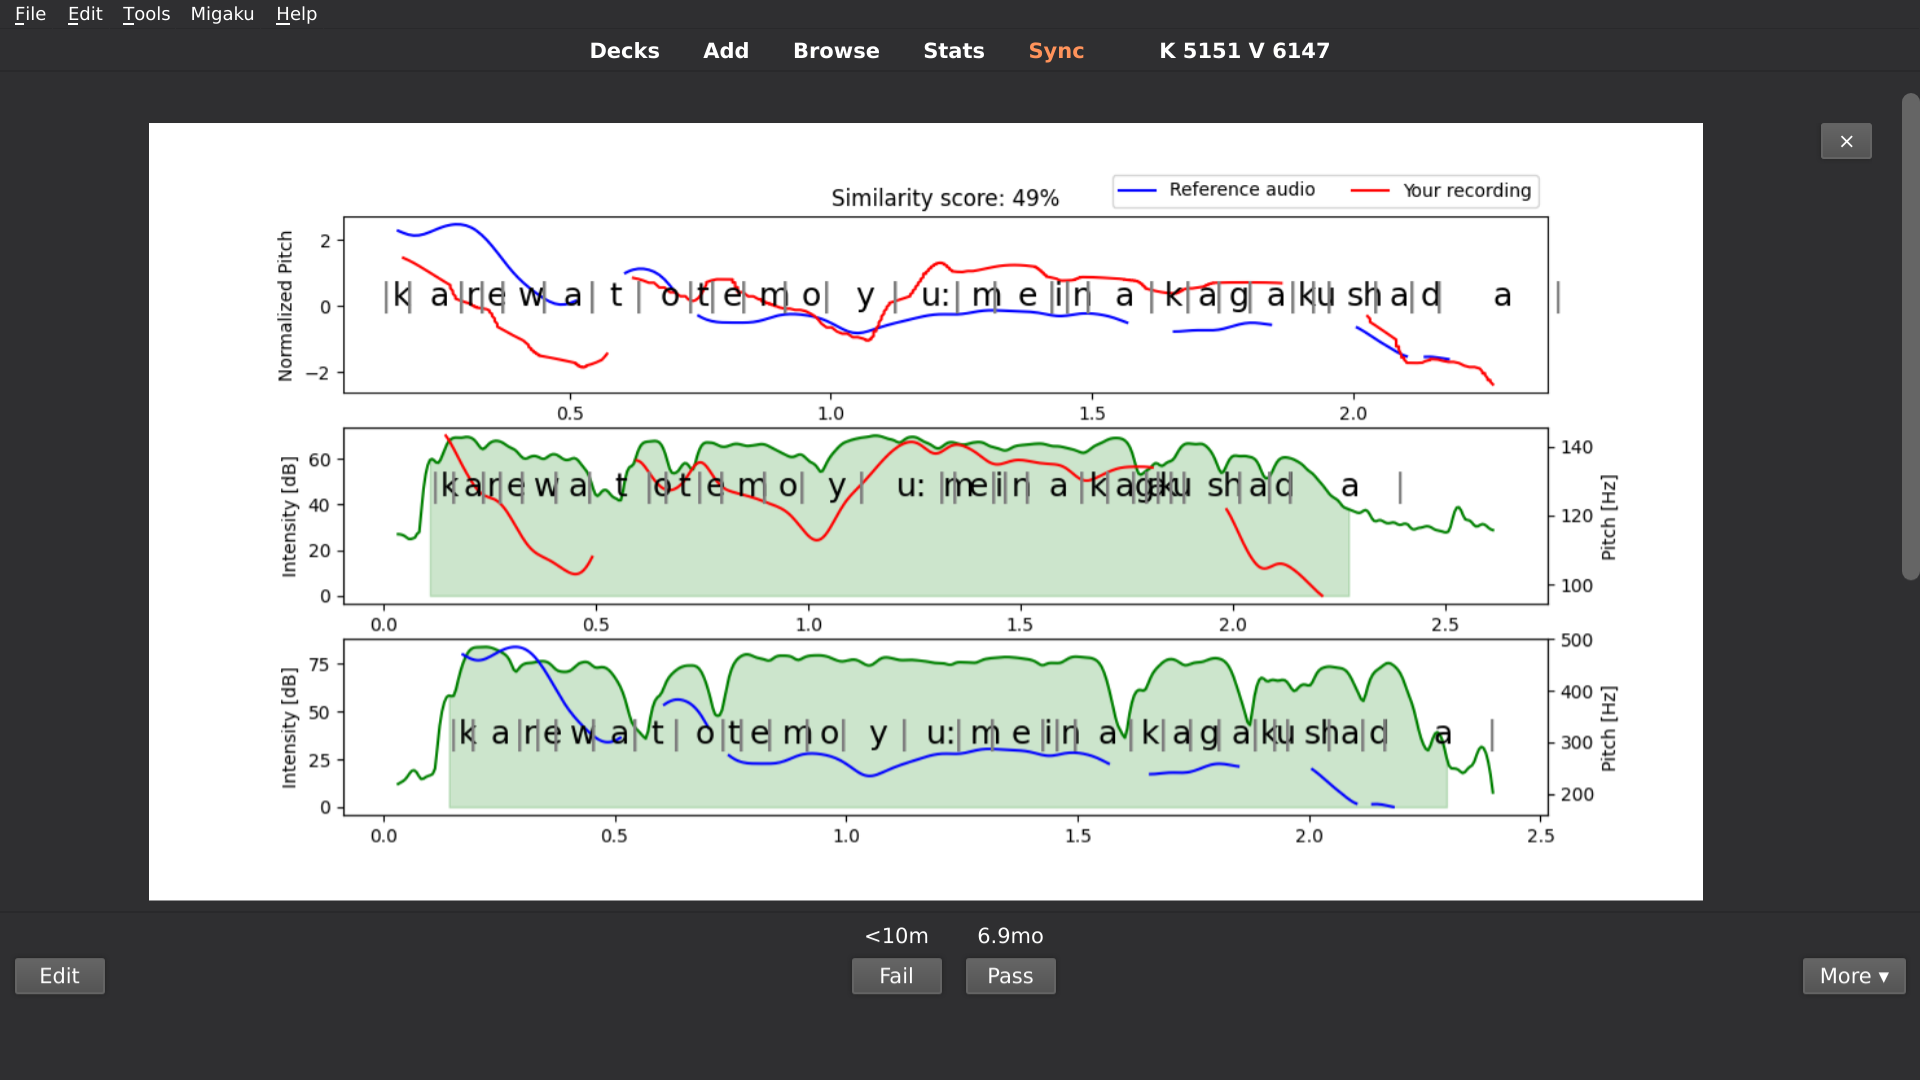 File Edit Tools Migaku Help
Decks Add Browse Stats Sync K 5151 V 6147
×
Similarity score: 49%
Reference audio Your recording
Normalized Pitch
2
0
−2
|k| a|r|e w| a| t | o|t|e| m| o| y | u:| m| e |i|n| a |k| a|g| a|k|u| sh|a|d| a |
0.5 1.0 1.5 2.0
Intensity [dB]
60
40
20
0
Pitch [Hz]
140
120
100
k a r e w a t o t e m o y u: m e i n a k a g a k u sh a d a
0.0 0.5 1.0 1.5 2.0 2.5
Intensity [dB]
75
50
25
0
Pitch [Hz]
500
400
300
200
k a r e w a t o t e m o y u: m e i n a k a g a k u sh a d a
0.0 0.5 1.0 1.5 2.0 2.5
<10m 6.9mo
Edit Fail Pass More ▾